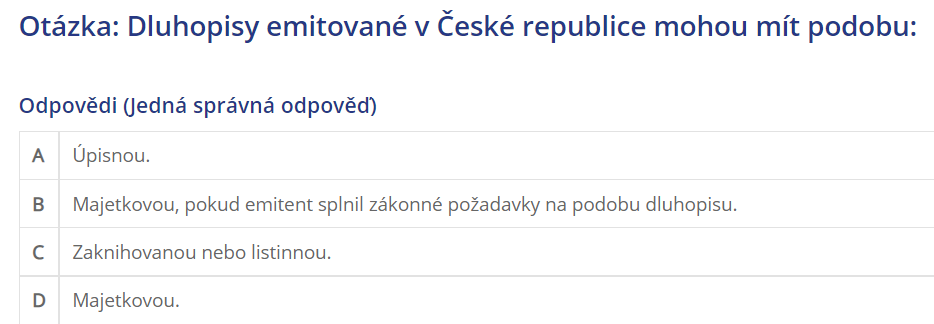 Otázka: Dluhopisy emitované v České republice mohou mít podobu:
Odpovědi (Jedná správná odpověď)
A Úpisnou.
B Majetkovou, pokud emitent splnil zákonné požadavky na podobu dluhopisu.
C Zaknihovanou nebo listinnou.
D Majetkovou.